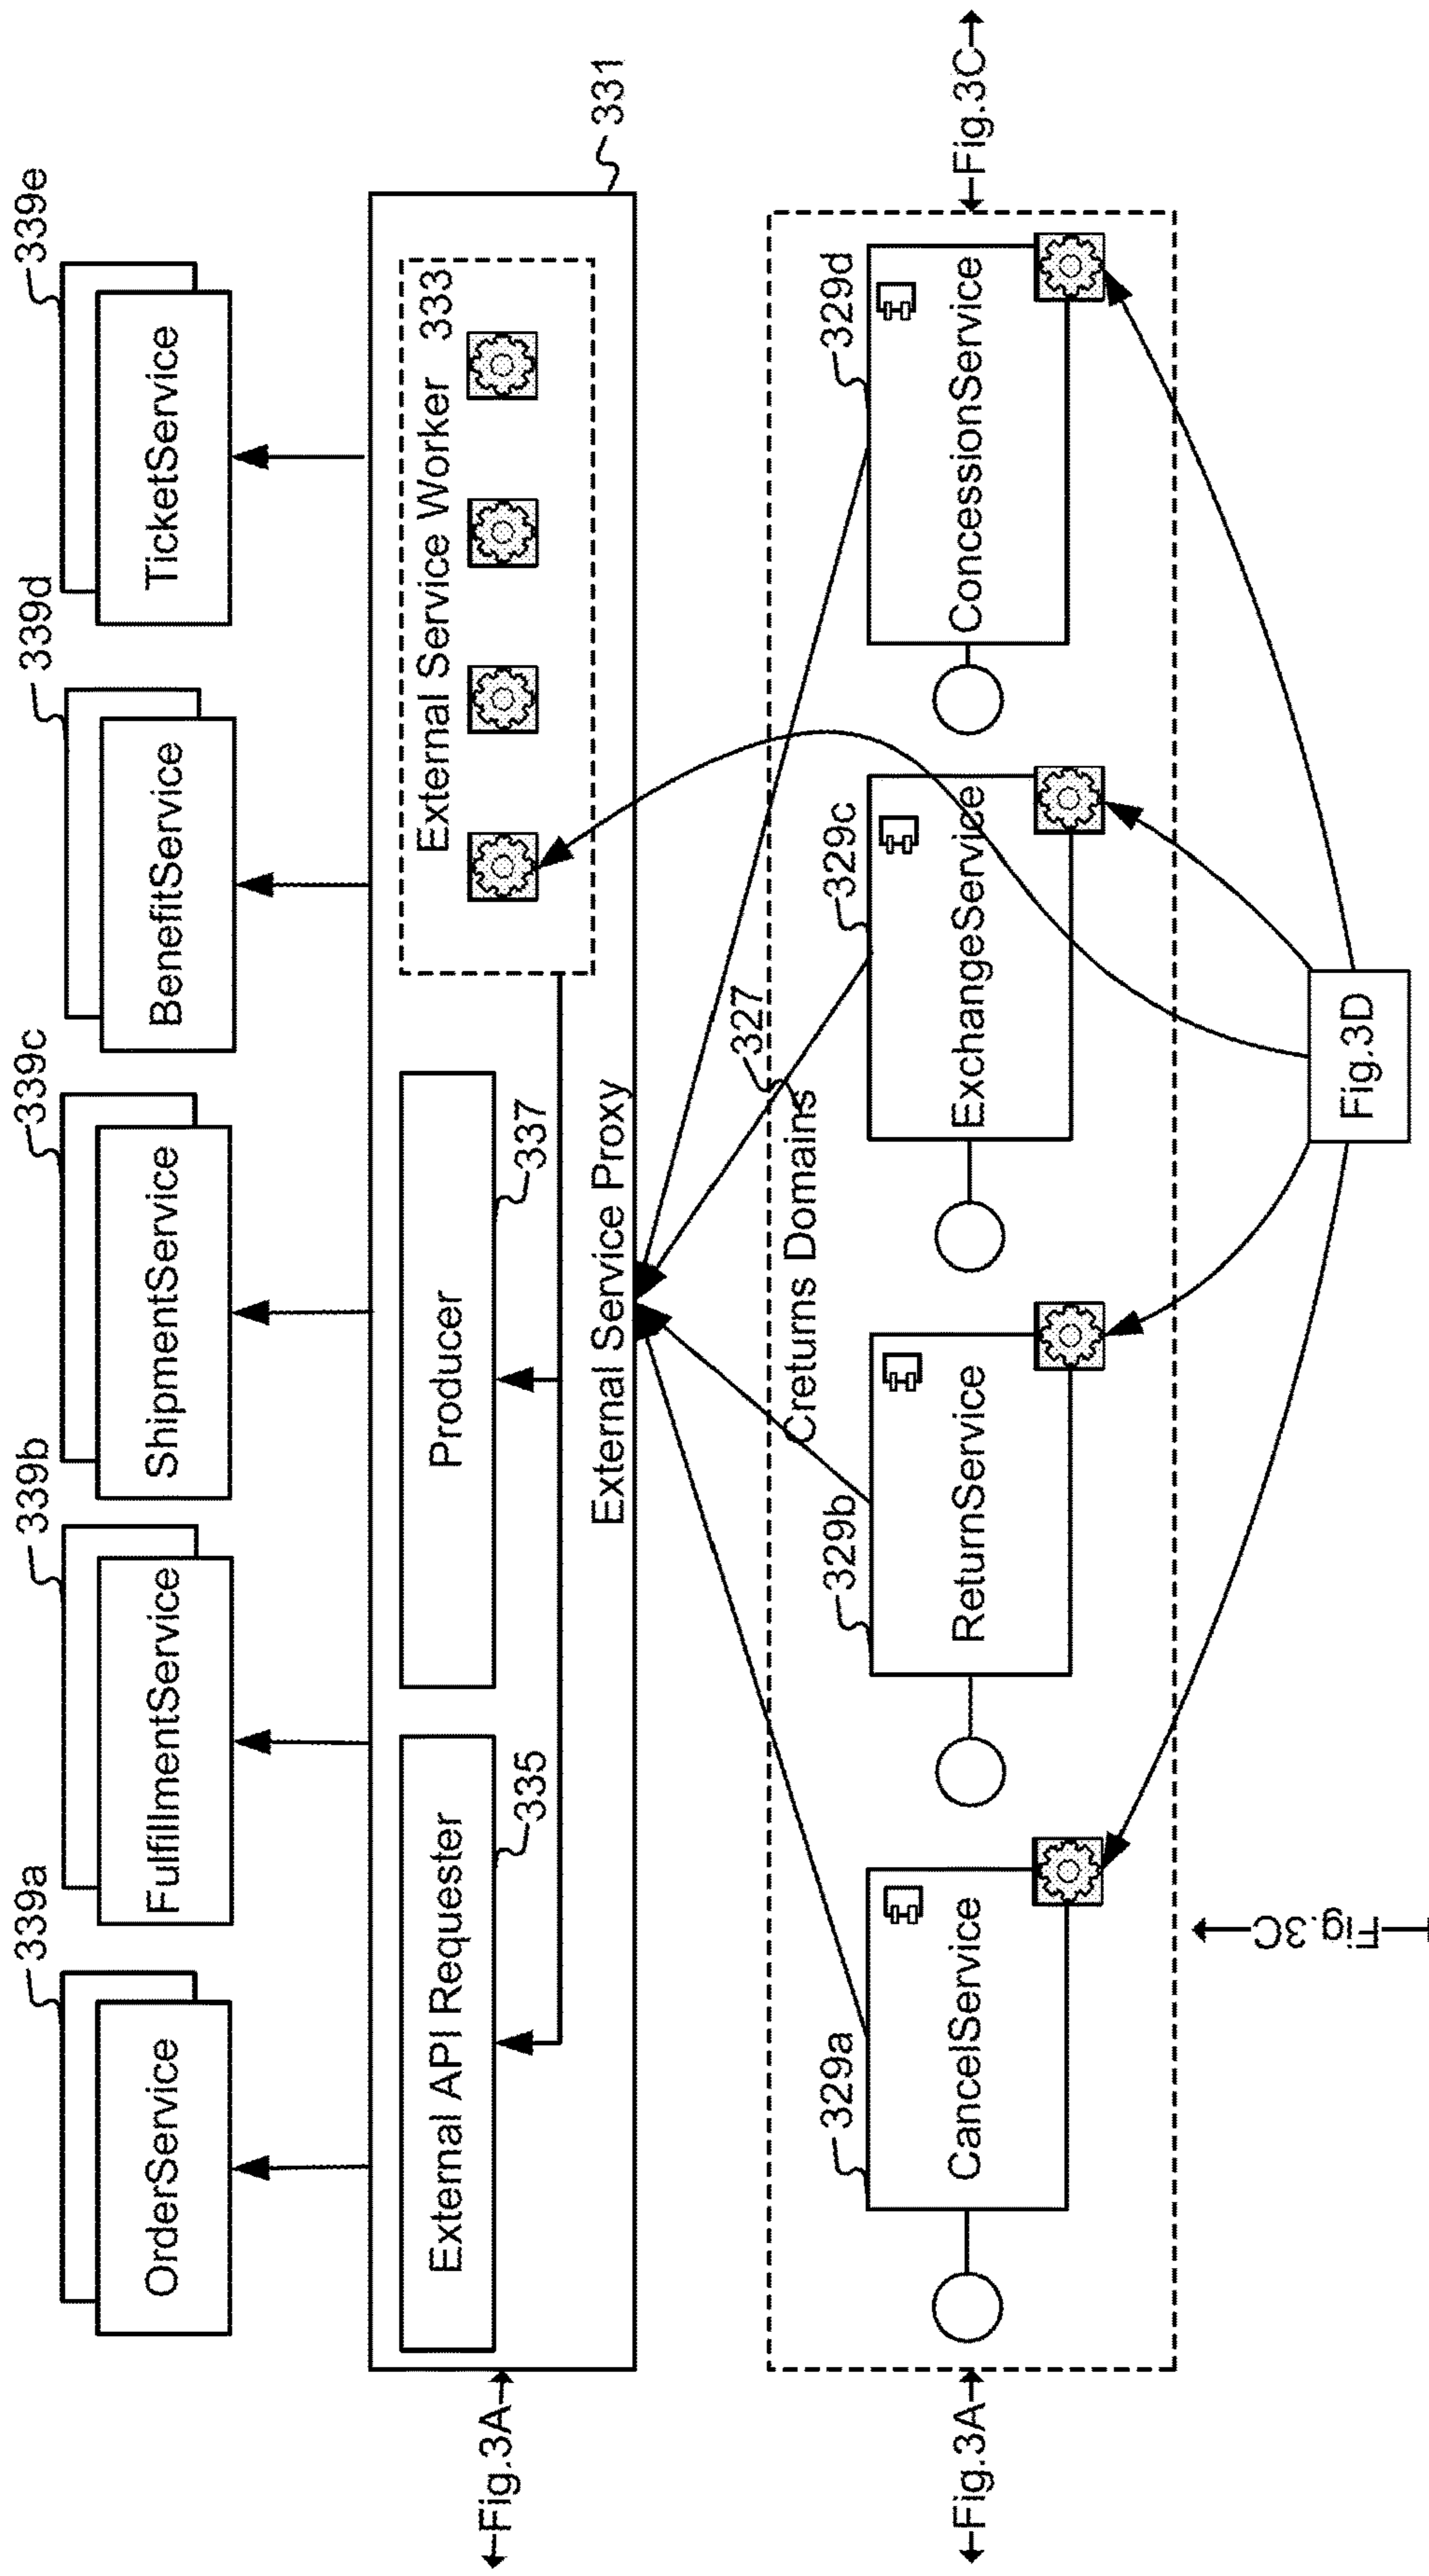 339a
339b
339c
339d
339e
OrderService
FulfillmentService
ShipmentService
BenefitService
TicketService
331
←Fig.3A→
External API Requester
335
Producer
337
External Service Worker 333
External Service Proxy
327
Creturns Domains
←Fig.3A→
329a
CancelService
329b
ReturnService
329c
ExchangeService
329d
ConcessionService
←Fig.3C→
←Fig.3C
Fig.3D